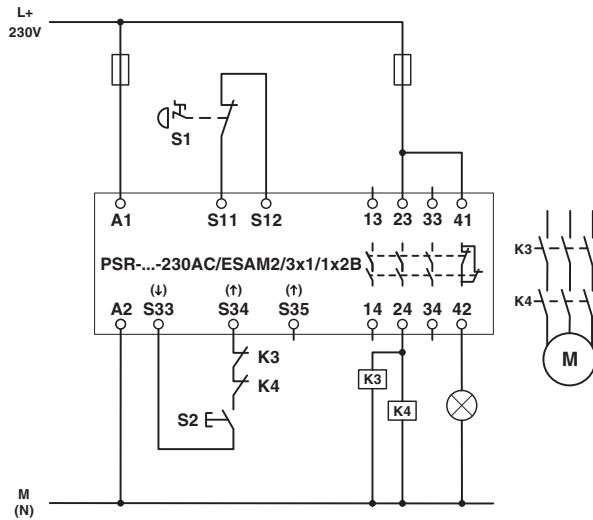 L+
230V
S1
A1 S11 S12 13 23 33 41
PSR-...-230AC/ESAM2/3x1/1x2B
(↓) (↑) (↑)
A2 S33 S34 S35 14 24 34 42
K3
K4
M
K3
K4
S2
K3
K4
M
(N)